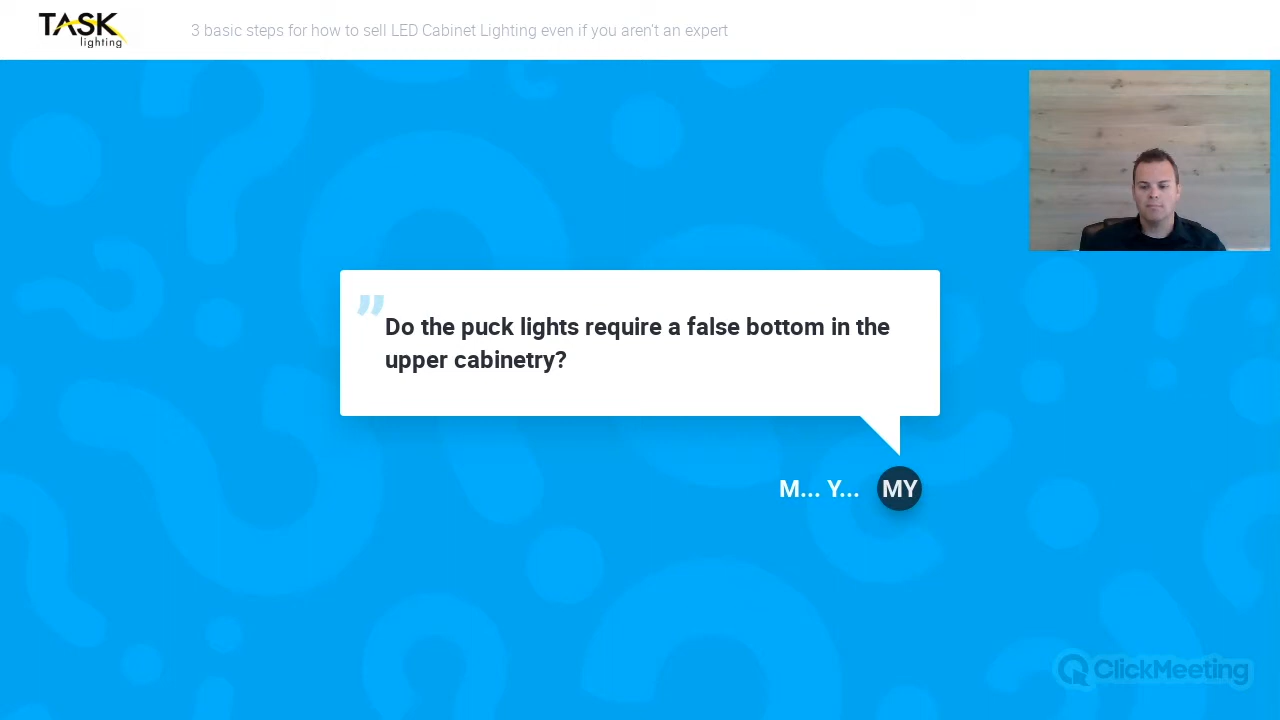 TASK
lighting
3 basic steps for how to sell LED Cabinet Lighting even if you aren't an expert
"
Do the puck lights require a false bottom in the
upper cabinetry?
M... Y... MY
ClickMeeting